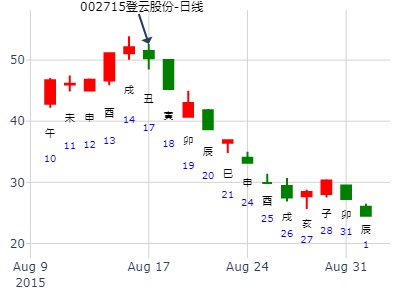 002715登云股份-日线
50
40
30
20
午
10
未
11
申
12
酉
13
戌
14
丑
17
寅
18
卯
19
辰
20
巳
21
申
24
酉
25
戌
26
亥
27
子
28
卯
31
辰
1
Aug 9
Aug 17
Aug 24
Aug 31
2015